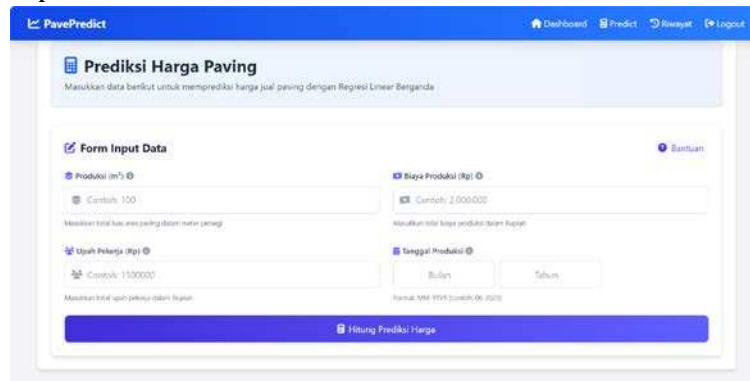 PavePredict
Dashboard Predict Riwayat Logout
Prediksi Harga Paving
Masukkan data berikut untuk memprediksi harga jual paving dengan Regresi Linear Berganda
Form Input Data
Bantuan
Produksi (m²)
Biaya Produksi (Rp)
Contoh: 100
Contoh: 2.000.000
Masukkan total luas area paving dalam meter persegi
Masukkan total biaya produksi dalam Rupiah
Upah Pekerja (Rp)
Tanggal Produksi
Contoh: 1500000
Bulan
Tahun
Masukkan total upah pekerja dalam Rupiah
Format: MM-YYYY (contoh: 06-2023)
Hitung Prediksi Harga